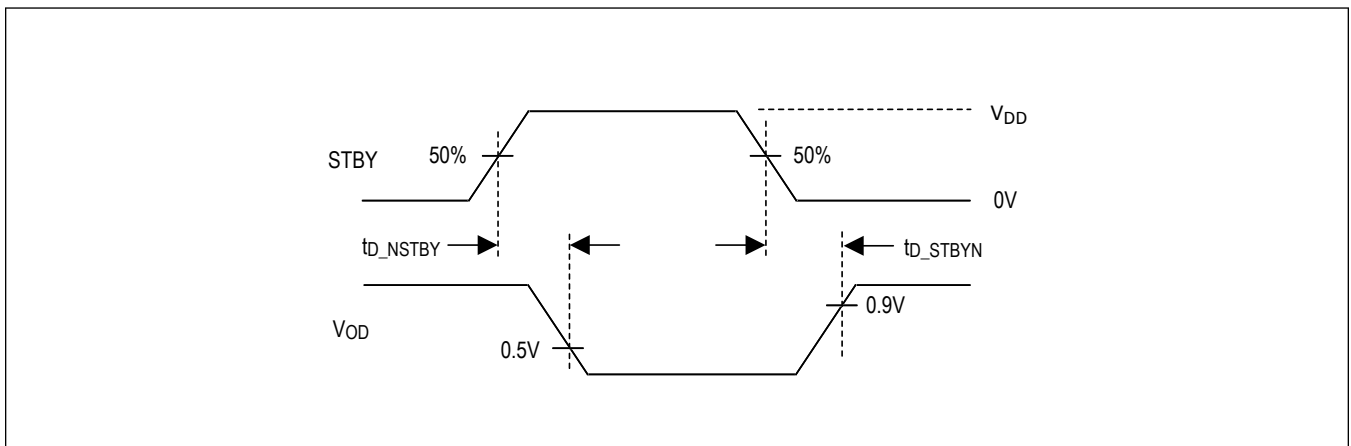 VDD
STBY 50% 50%
0V
tD_NSTBY tD_STBYN
0.9V
VOD
0.5V